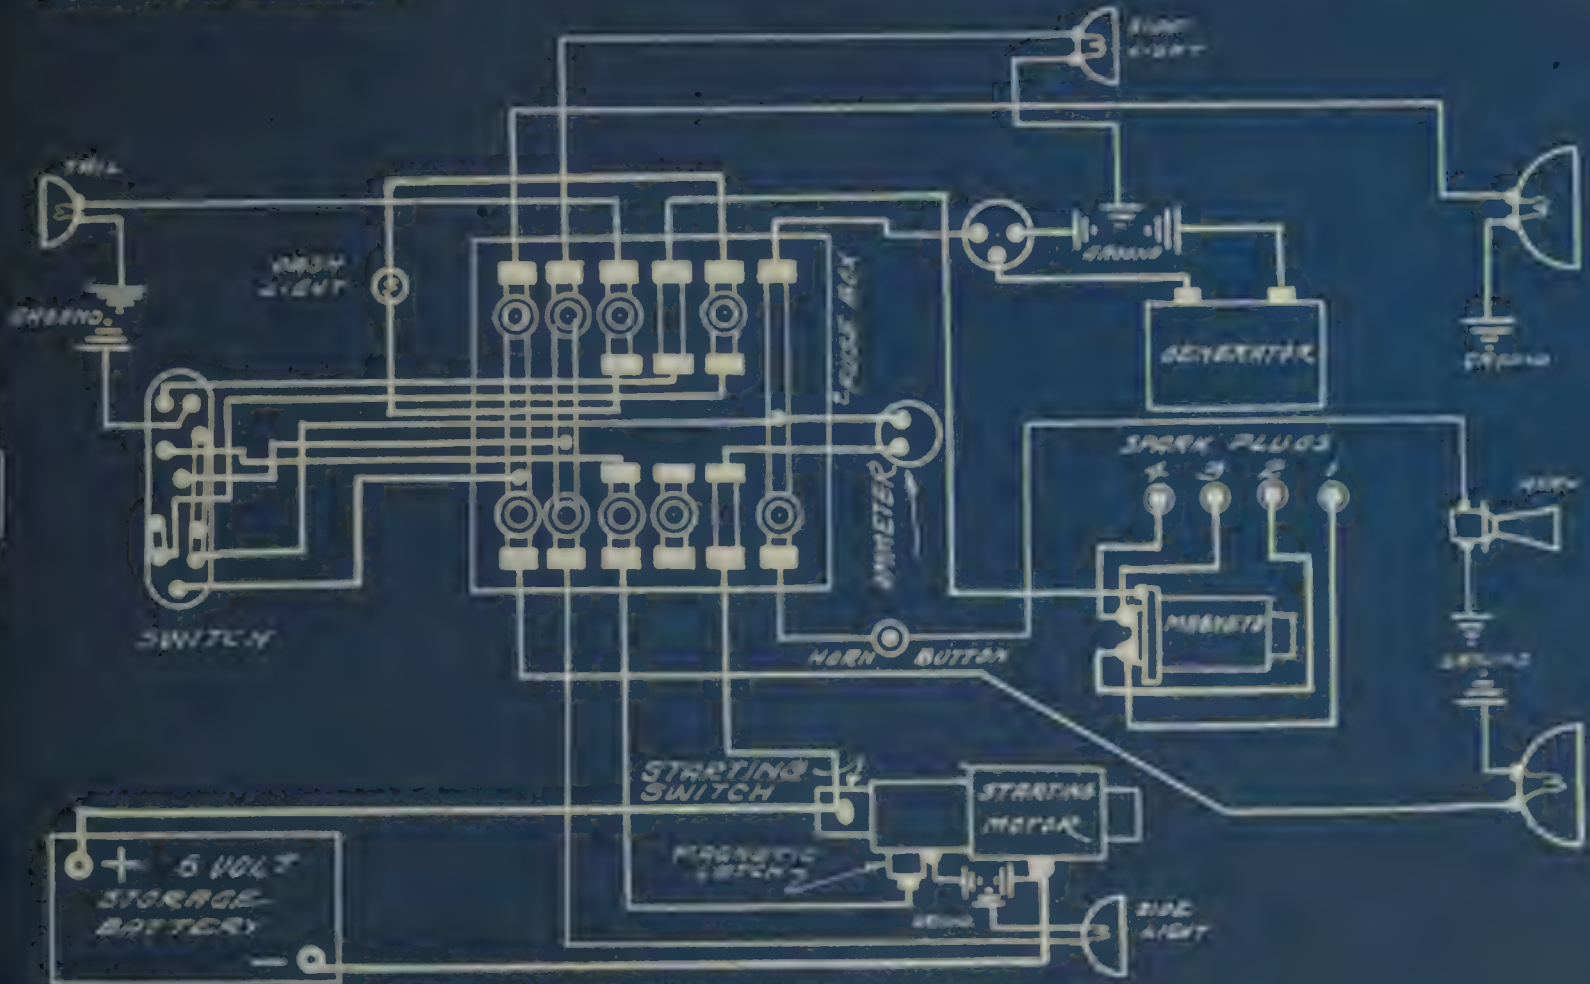 SIDE
LIGHT
TAIL
DASH
LIGHT
GROUND
GROUND
FUSE BOX
GENERATOR
GROUND
SPARK PLUGS
4 3 2 1
HORN
AMMETER
MAGNETO
SWITCH
HORN BUTTON
GROUND
STARTING
SWITCH
STARTING
MOTOR
MAGNETIC
LATCH
+ 6 VOLT
STORAGE
BATTERY
−
GROUND
SIDE
LIGHT